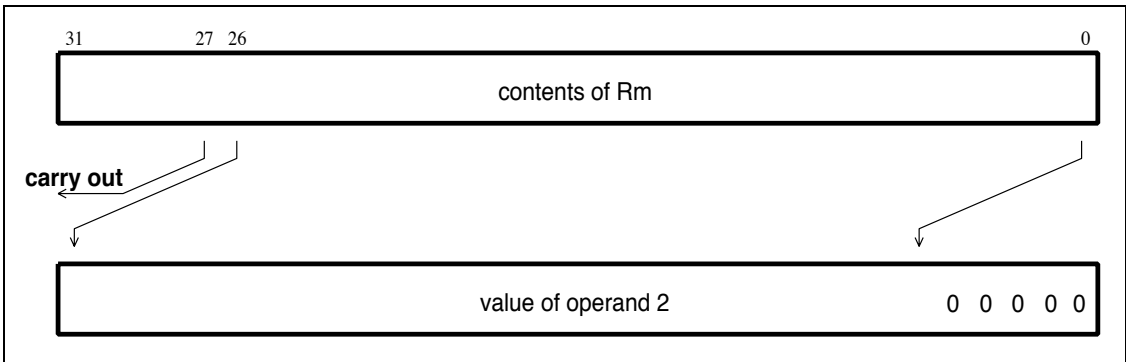 31 27 26 0
contents of Rm
carry out
value of operand 2 0 0 0 0 0